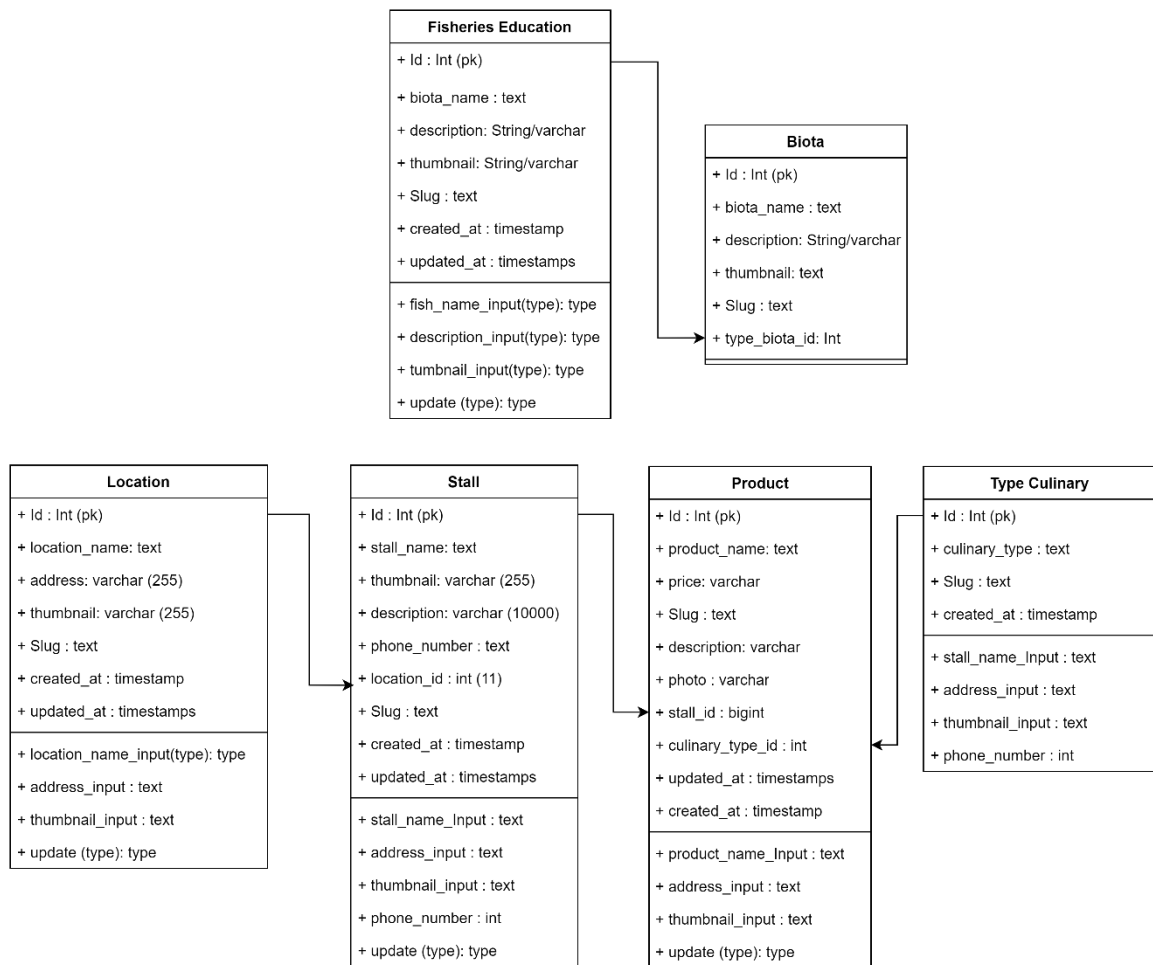 Fisheries Education
+ Id : Int (pk)
+ biota_name : text
+ description: String/varchar
+ thumbnail: String/varchar
+ Slug : text
+ created_at : timestamp
+ updated_at : timestamps
+ fish_name_input(type): type
+ description_input(type): type
+ tumbnail_input(type): type
+ update (type): type
Biota
+ Id : Int (pk)
+ biota_name : text
+ description: String/varchar
+ thumbnail: text
+ Slug : text
+ type_biota_id: Int
Location
+ Id : Int (pk)
+ location_name: text
+ address: varchar (255)
+ thumbnail: varchar (255)
+ Slug : text
+ created_at : timestamp
+ updated_at : timestamps
+ location_name_input(type): type
+ address_input : text
+ thumbnail_input : text
+ update (type): type
Stall
+ Id : Int (pk)
+ stall_name: text
+ thumbnail: varchar (255)
+ description: varchar (10000)
+ phone_number : text
+ location_id : int (11)
+ Slug : text
+ created_at : timestamp
+ updated_at : timestamps
+ stall_name_Input : text
+ address_input : text
+ thumbnail_input : text
+ phone_number : int
+ update (type): type
Product
+ Id : Int (pk)
+ product_name: text
+ price: varchar
+ Slug : text
+ description: varchar
+ photo : varchar
+ stall_id : bigint
+ culinary_type_id : int
+ updated_at : timestamps
+ created_at : timestamp
+ product_name_Input : text
+ address_input : text
+ thumbnail_input : text
+ update (type): type
Type Culinary
+ Id : Int (pk)
+ culinary_type : text
+ Slug : text
+ created_at : timestamp
+ stall_name_Input : text
+ address_input : text
+ thumbnail_input : text
+ phone_number : int